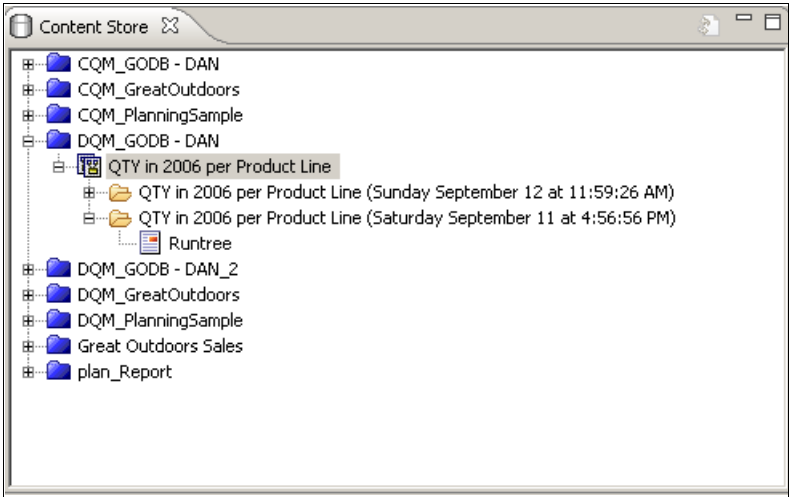 Content Store
CQM_GODB - DAN
CQM_GreatOutdoors
CQM_PlanningSample
DQM_GODB - DAN
QTY in 2006 per Product Line
QTY in 2006 per Product Line (Sunday September 12 at 11:59:26 AM)
QTY in 2006 per Product Line (Saturday September 11 at 4:56:56 PM)
Runtree
DQM_GODB - DAN_2
DQM_GreatOutdoors
DQM_PlanningSample
Great Outdoors Sales
plan_Report